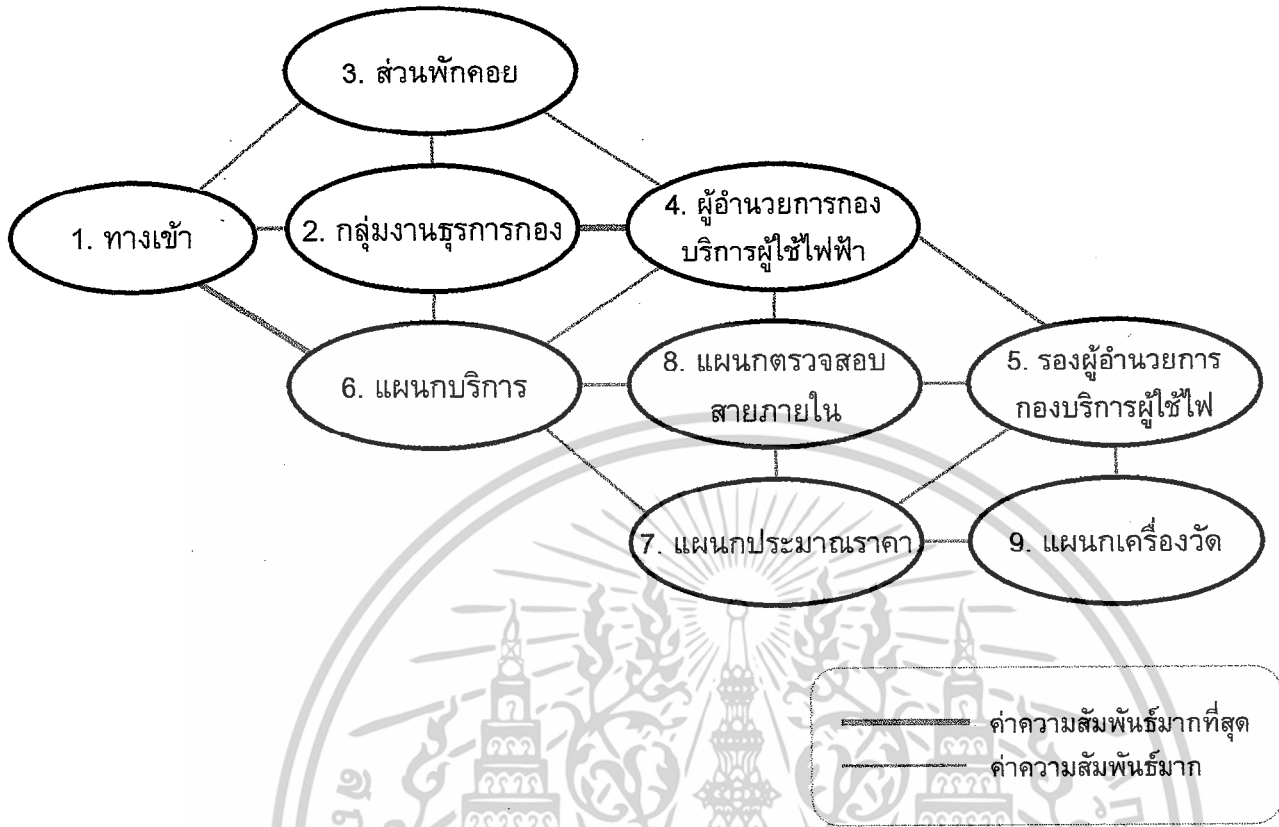 3. ส่วนพักคอย
1. ทางเข้า
2. กลุ่มงานธุรการกอง
4. ผู้อำนวยการกอง
บริการผู้ใช้ไฟฟ้า
6. แผนกบริการ
8. แผนกตรวจสอบ
สายภายใน
5. รองผู้อำนวยการ
กองบริการผู้ใช้ไฟ
7. แผนกประมาณราคา
9. แผนกเครื่องวัด
ค่าความสัมพันธ์มากที่สุด
ค่าความสัมพันธ์มาก